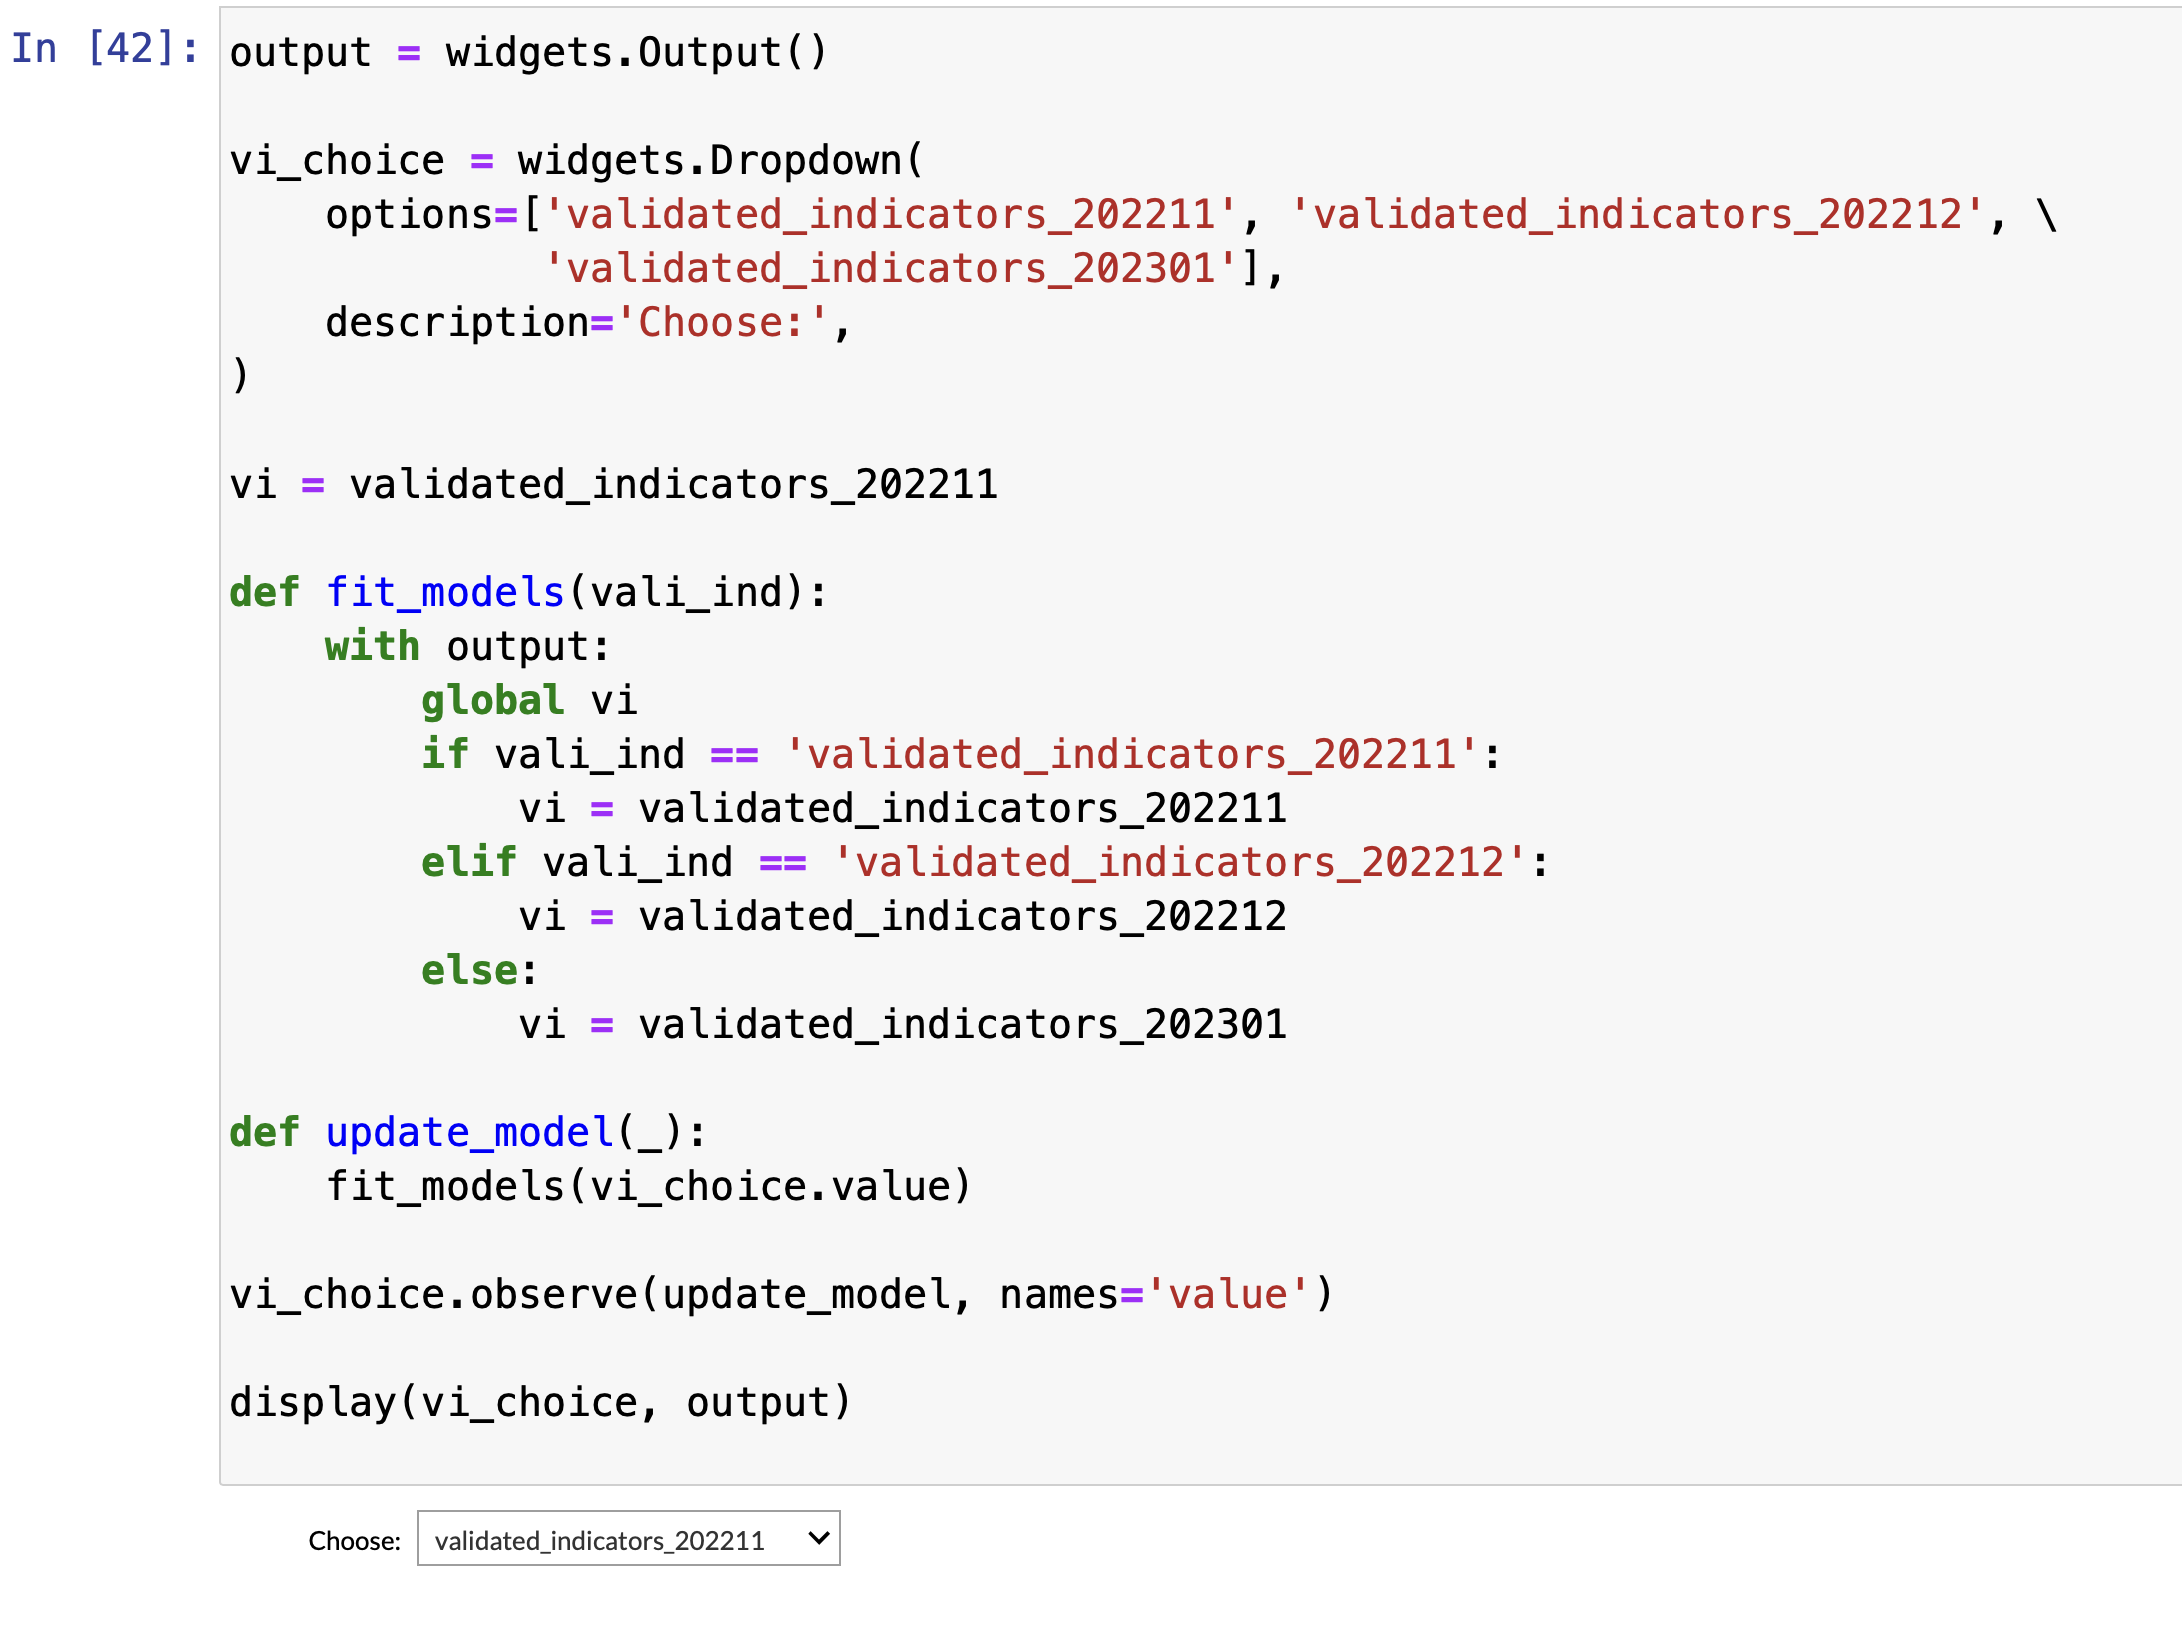 In [42]:
output = widgets.Output()
vi_choice = widgets.Dropdown(
    options=['validated_indicators_202211', 'validated_indicators_202212', \
             'validated_indicators_202301'],
    description='Choose:',
)
vi = validated_indicators_202211
def fit_models(vali_ind):
    with output:
        global vi
        if vali_ind == 'validated_indicators_202211':
            vi = validated_indicators_202211
        elif vali_ind == 'validated_indicators_202212':
            vi = validated_indicators_202212
        else:
            vi = validated_indicators_202301
def update_model(_):
    fit_models(vi_choice.value)
vi_choice.observe(update_model, names='value')
display(vi_choice, output)
Choose: validated_indicators_202211